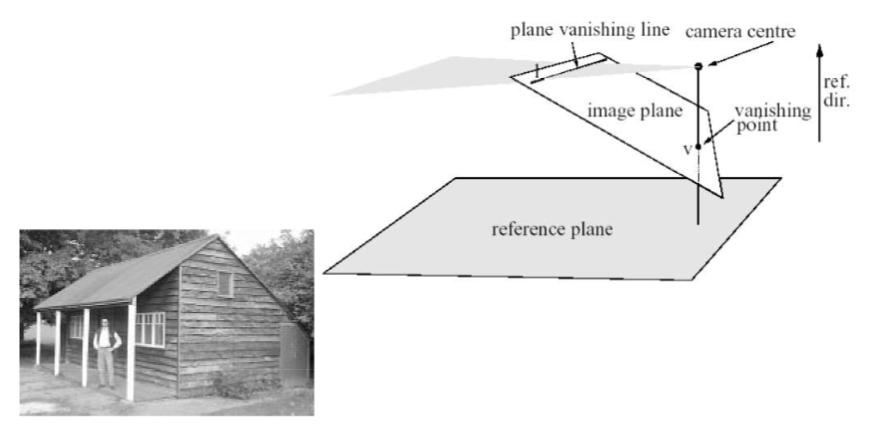 plane vanishing line
camera centre
ref.
dir.
l
image plane
vanishing
point
v
reference plane